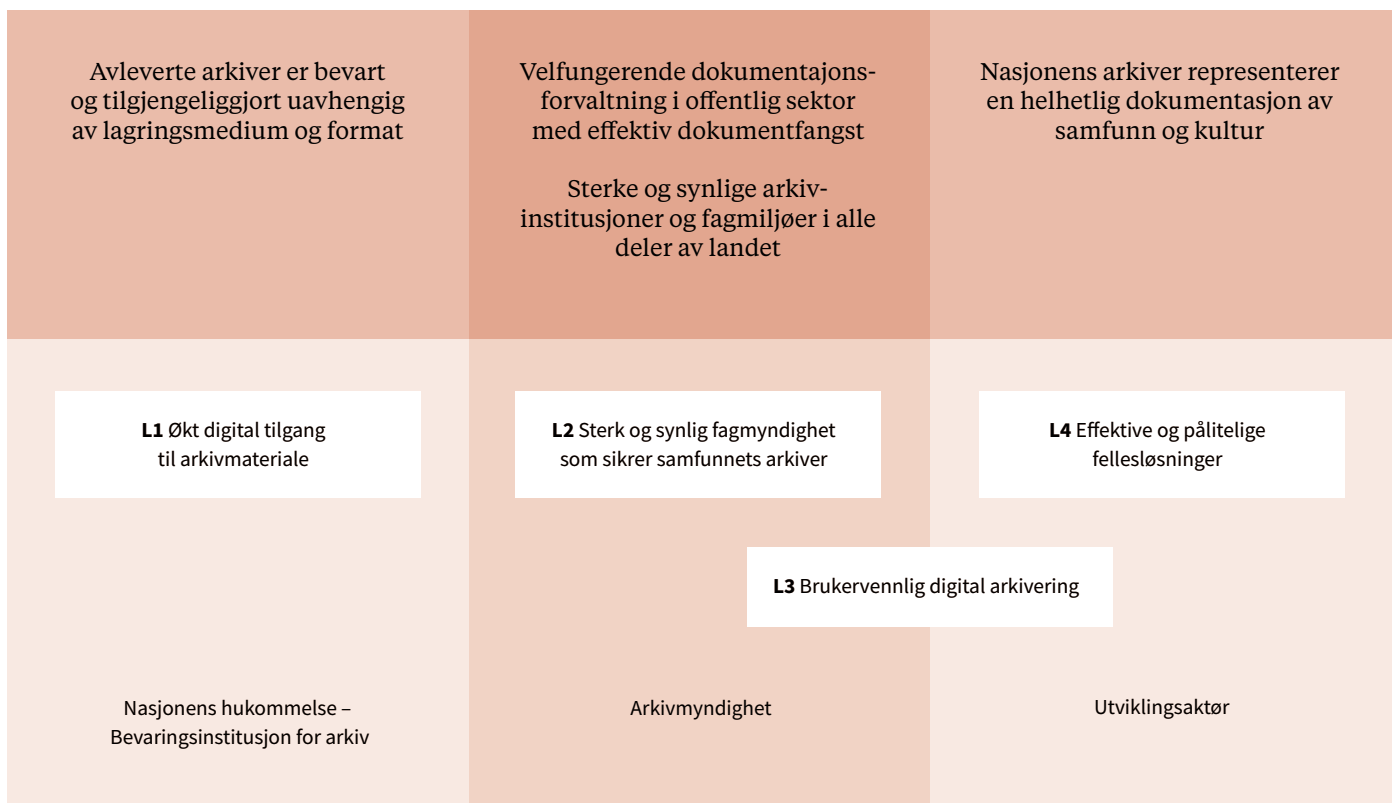 Avleverte arkiver er bevart
og tilgjengeliggjort uavhengig
av lagringsmedium og format
Velfungerende dokumentajons-
forvaltning i offentlig sektor
med effektiv dokumentfangst
Sterke og synlige arkiv-
institusjoner og fagmiljøer i alle
deler av landet
Nasjonens arkiver representerer
en helhetlig dokumentasjon av
samfunn og kultur
L1 Økt digital tilgang
til arkivmateriale
L2 Sterk og synlig fagmyndighet
som sikrer samfunnets arkiver
L4 Effektive og pålitelige
fellesløsninger
L3 Brukervennlig digital arkivering
Nasjonens hukommelse –
Bevaringsinstitusjon for arkiv
Arkivmyndighet
Utviklingsaktør